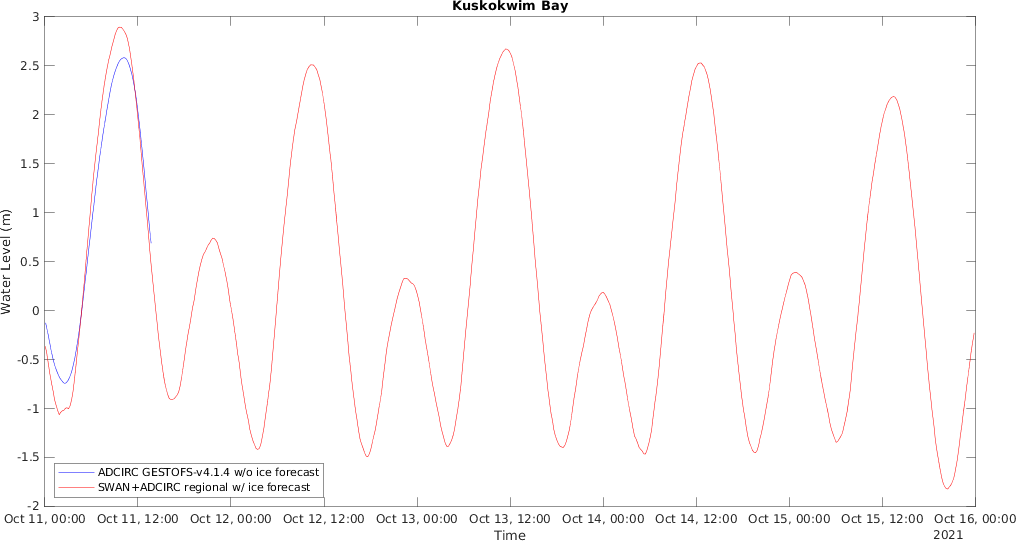 Kuskokwim Bay
3
2.5
2
1.5
1
0.5
0
-0.5
-1
-1.5
-2
Water Level (m)
ADCIRC GESTOFS-v4.1.4 w/o ice forecast
SWAN+ADCIRC regional w/ ice forecast
Oct 11, 00:00 Oct 11, 12:00 Oct 12, 00:00 Oct 12, 12:00 Oct 13, 00:00 Oct 13, 12:00 Oct 14, 00:00 Oct 14, 12:00 Oct 15, 00:00 Oct 15, 12:00 Oct 16, 00:00
Time
2021